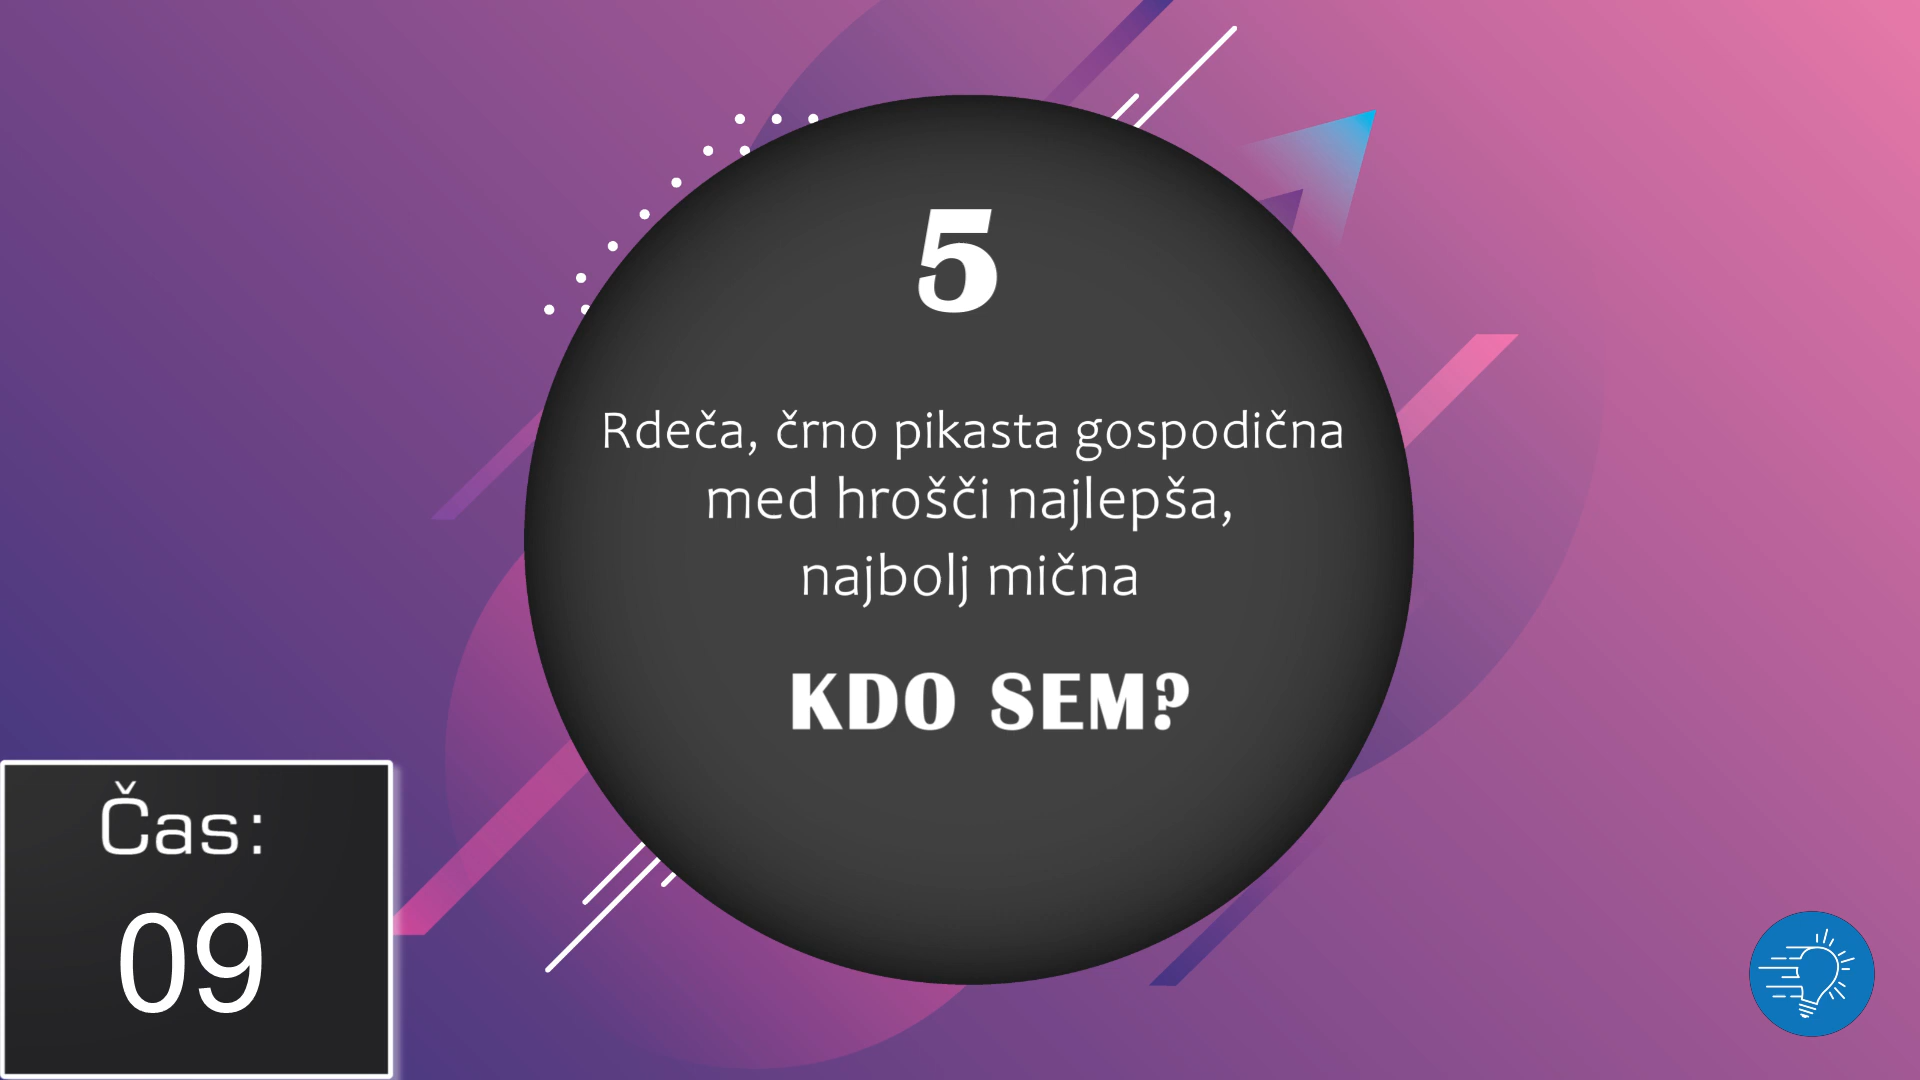 5
Rdeča, črno pikasta gospodična
med hrošči najlepša,
najbolj mična
KDO SEM?
Čas:
09